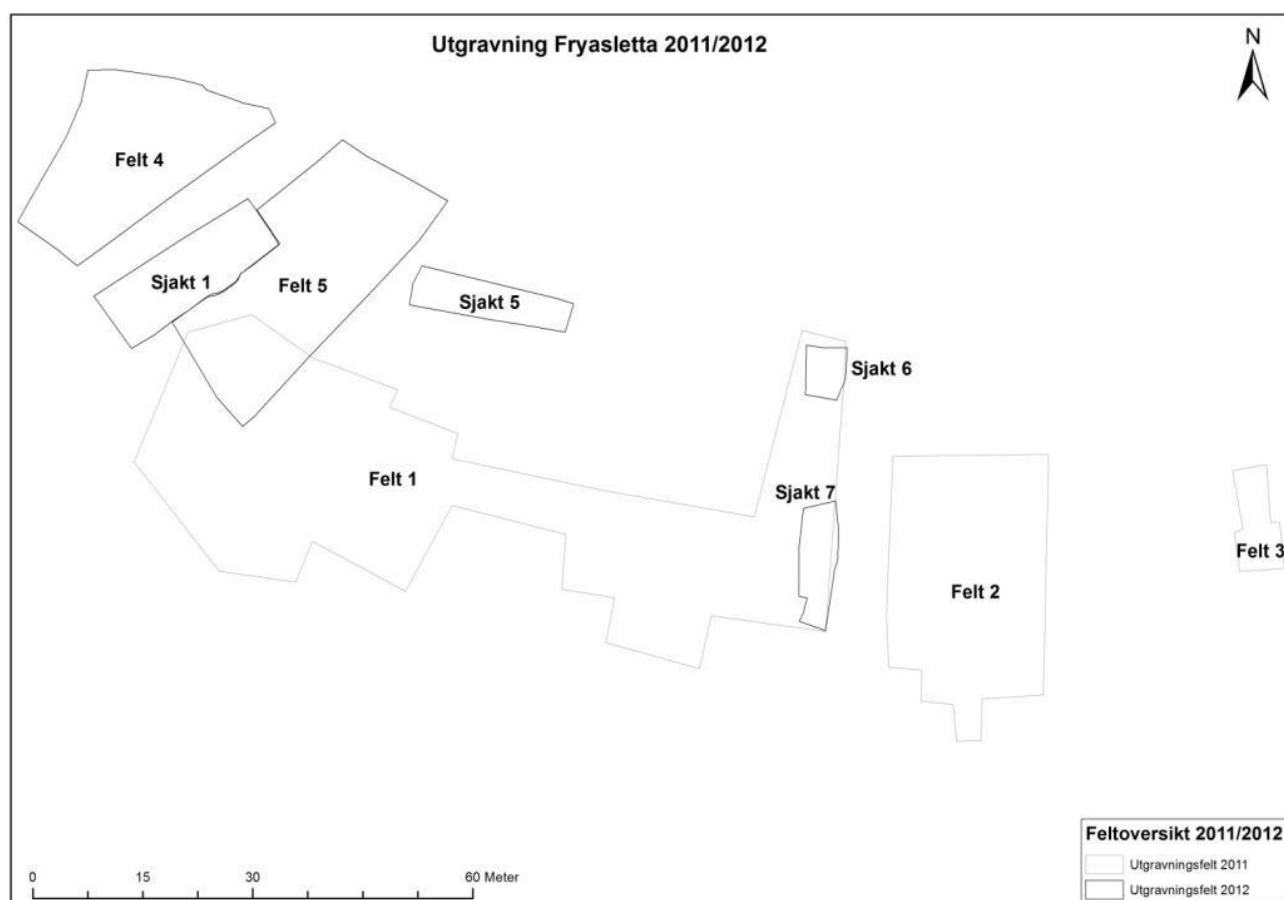 Utgravning Fryasletta 2011/2012
N
Felt 4
Sjakt 1
Felt 5
Sjakt 5
Sjakt 6
Felt 1
Sjakt 7
Felt 2
Felt 3
Feltoversikt 2011/2012
Utgravningsfelt 2011
Utgravningsfelt 2012
0 15 30 60 Meter